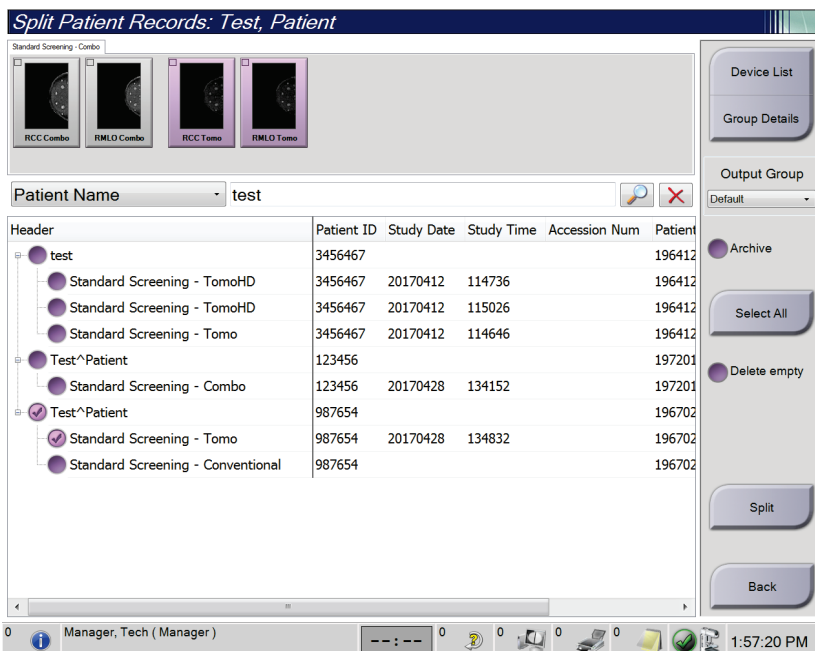 Split Patient Records: Test, Patient
Standard Screening - Combo
RCC Combo RMLO Combo RCC Tomo RMLO Tomo
Device List
Group Details
Output Group
Default
Patient Name test
Header Patient ID Study Date Study Time Accession Num Patient
test 3456467 196412
Standard Screening - TomoHD 3456467 20170412 114736 196412
Standard Screening - TomoHD 3456467 20170412 115026 196412
Standard Screening - Tomo 3456467 20170412 114646 196412
Test^Patient 123456 197201
Standard Screening - Combo 123456 20170428 134152 197201
Test^Patient 987654 196702
Standard Screening - Tomo 987654 20170428 134832 196702
Standard Screening - Conventional 987654 196702
Archive
Select All
Delete empty
Split
Back
0 Manager, Tech ( Manager ) --:-- 0 0 0 0 1:57:20 PM